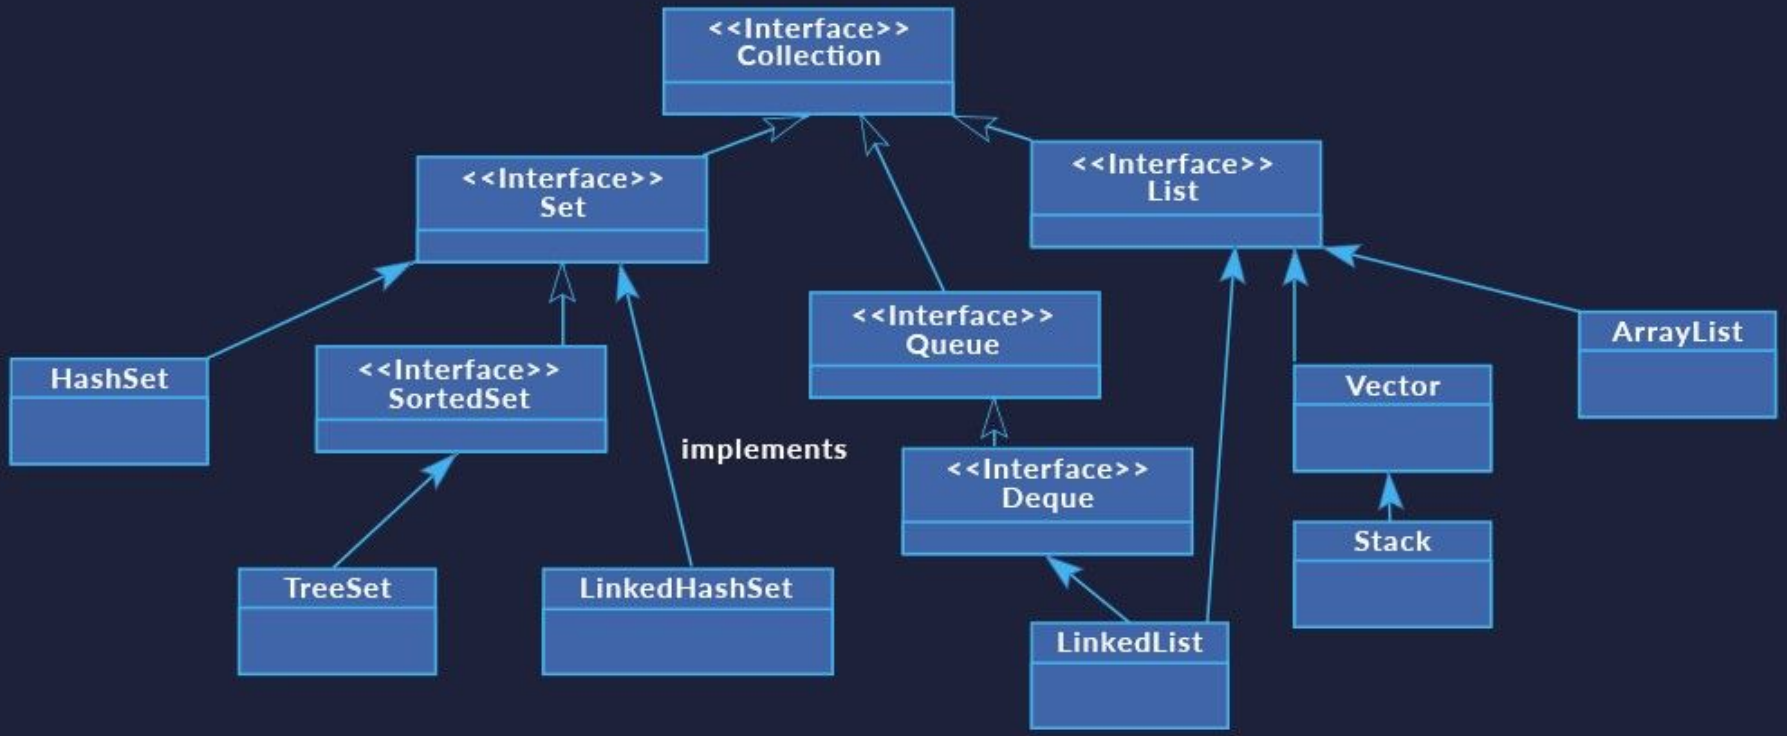 <<Interface>>
Collection
<<Interface>>
Set
<<Interface>>
List
<<Interface>>
Queue
HashSet
<<Interface>>
SortedSet
ArrayList
Vector
implements
<<Interface>>
Deque
Stack
TreeSet
LinkedHashSet
LinkedList